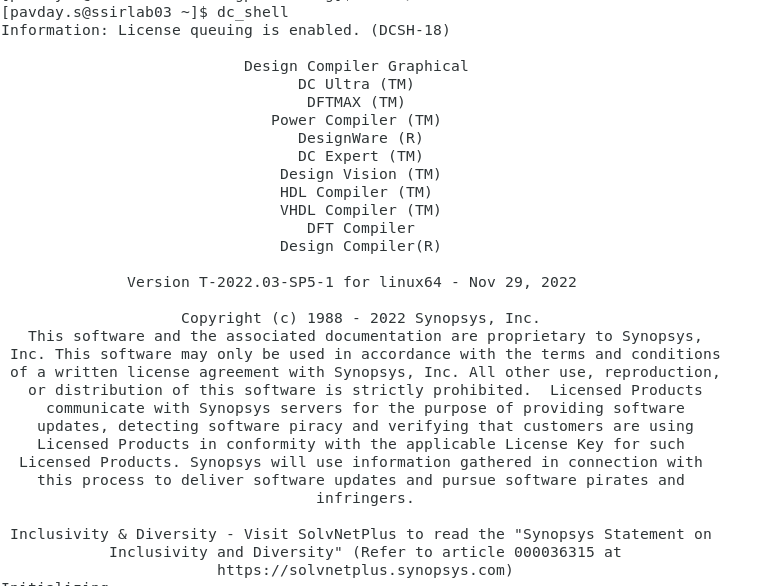 [pavday.s@ssirlab03 ~]$ dc_shell
Information: License queuing is enabled. (DCSH-18)
Design Compiler Graphical
DC Ultra (TM)
DFTMAX (TM)
Power Compiler (TM)
DesignWare (R)
DC Expert (TM)
Design Vision (TM)
HDL Compiler (TM)
VHDL Compiler (TM)
DFT Compiler
Design Compiler(R)
Version T-2022.03-SP5-1 for linux64 - Nov 29, 2022
Copyright (c) 1988 - 2022 Synopsys, Inc.
This software and the associated documentation are proprietary to Synopsys,
Inc. This software may only be used in accordance with the terms and conditions
of a written license agreement with Synopsys, Inc. All other use, reproduction,
or distribution of this software is strictly prohibited.  Licensed Products
communicate with Synopsys servers for the purpose of providing software
updates, detecting software piracy and verifying that customers are using
Licensed Products in conformity with the applicable License Key for such
Licensed Products. Synopsys will use information gathered in connection with
this process to deliver software updates and pursue software pirates and
infringers.
Inclusivity & Diversity - Visit SolvNetPlus to read the "Synopsys Statement on
Inclusivity and Diversity" (Refer to article 000036315 at
https://solvnetplus.synopsys.com)
Initializing